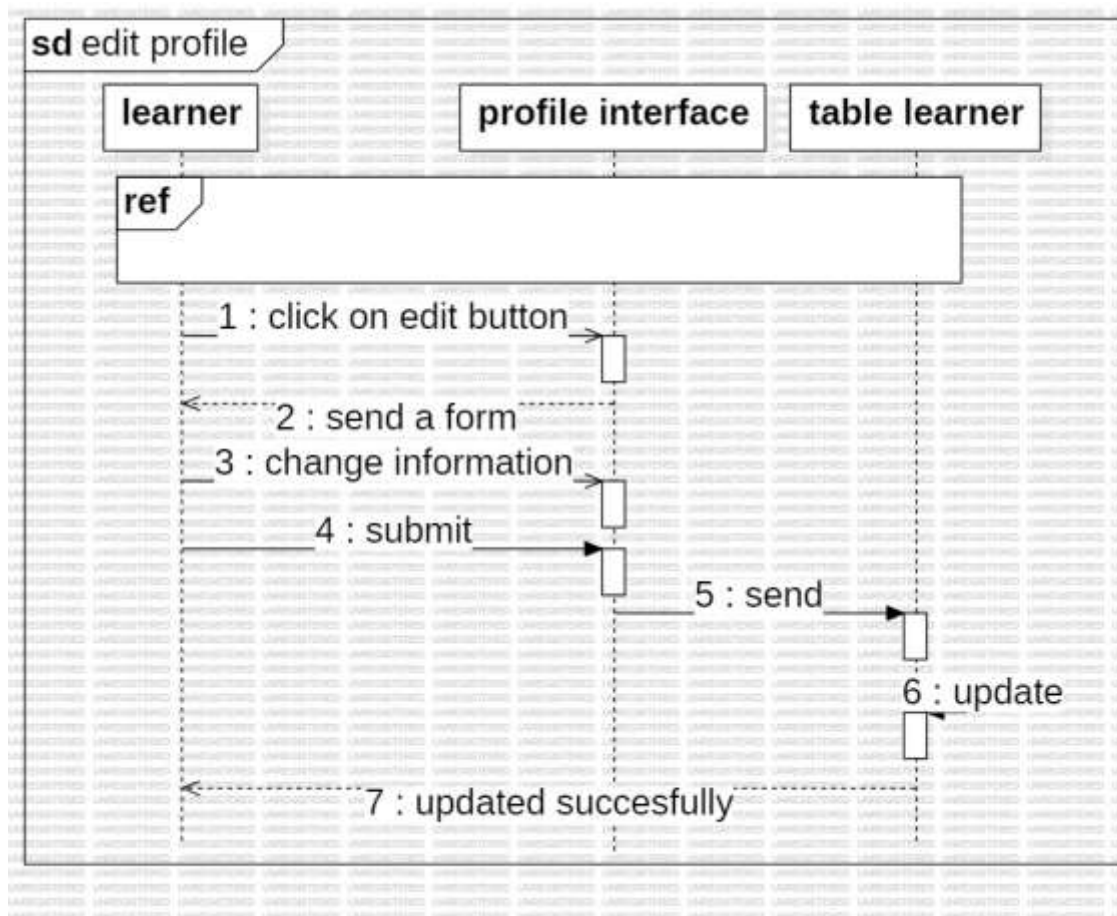 sd edit profile
learner
profile interface
table learner
ref
1 : click on edit button
2 : send a form
3 : change information
4 : submit
5 : send
6 : update
7 : updated succesfully